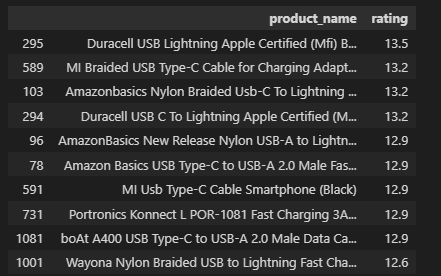 product_name rating
295 Duracell USB Lightning Apple Certified (Mfi) B... 13.5
589 MI Braided USB Type-C Cable for Charging Adapt... 13.2
103 Amazonbasics Nylon Braided Usb-C To Lightning ... 13.2
294 Duracell USB C To Lightning Apple Certified (M... 13.2
96 AmazonBasics New Release Nylon USB-A to Lightn... 12.9
78 Amazon Basics USB Type-C to USB-A 2.0 Male Fas... 12.9
591 MI Usb Type-C Cable Smartphone (Black) 12.9
731 Portronics Konnect L POR-1081 Fast Charging 3A... 12.9
1081 boAt A400 USB Type-C to USB-A 2.0 Male Data Ca... 12.9
1001 Wayona Nylon Braided USB to Lightning Fast Cha... 12.6